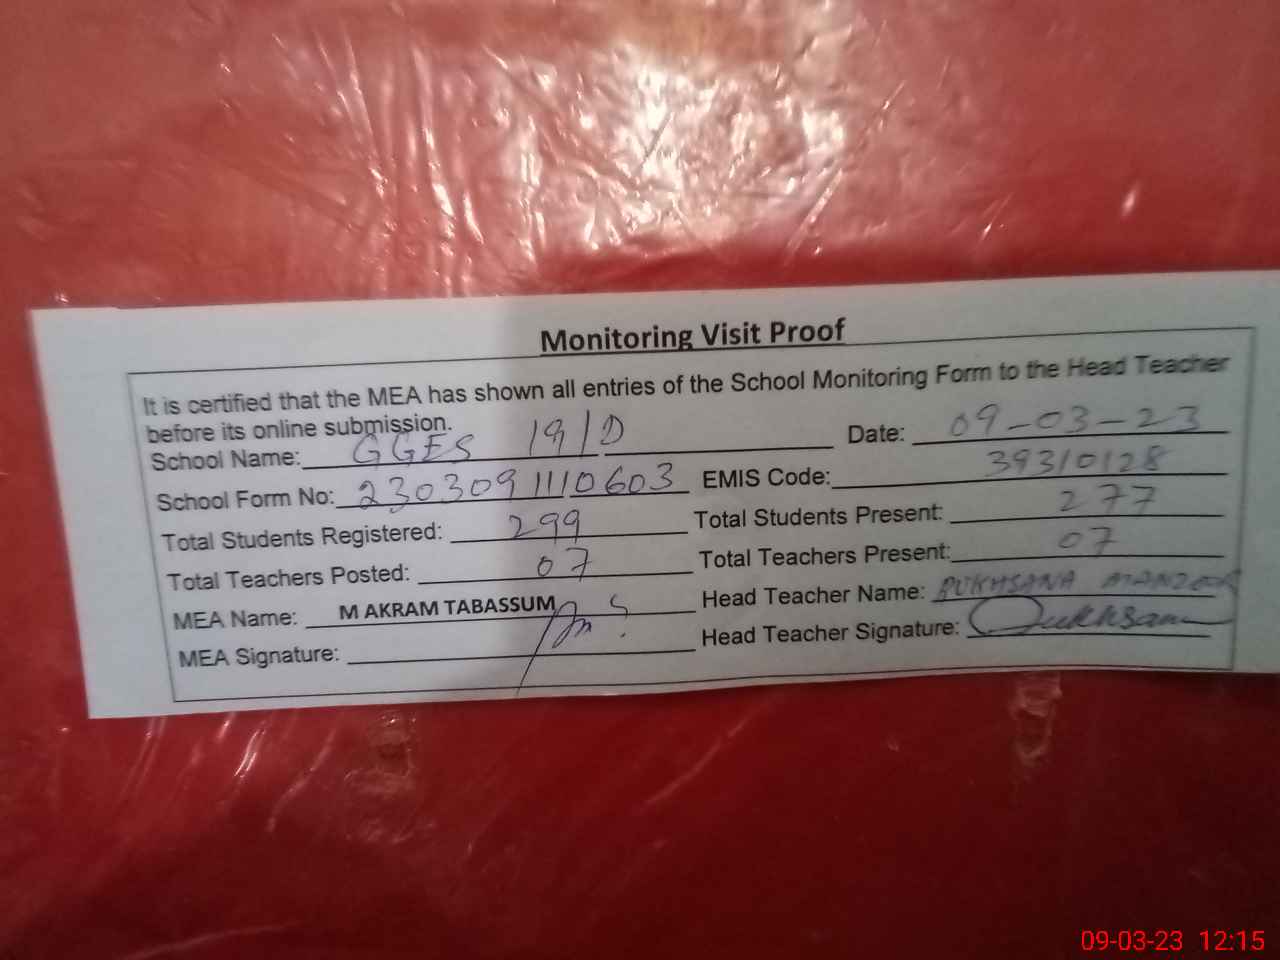 Monitoring Visit Proof
It is certified that the MEA has shown all entries of the School Monitoring Form to the Head Teacher
before its online submission.
School Name: GGES 19/D Date: 09-03-23
School Form No: 2303091110603 EMIS Code: 39310128
Total Students Registered: 299 Total Students Present: 277
Total Teachers Posted: 07 Total Teachers Present: 07
MEA Name: M AKRAM TABASSUM Head Teacher Name: RUKHSANA MANZOOR
MEA Signature: Head Teacher Signature: Rukhsana
09-03-23 12:15